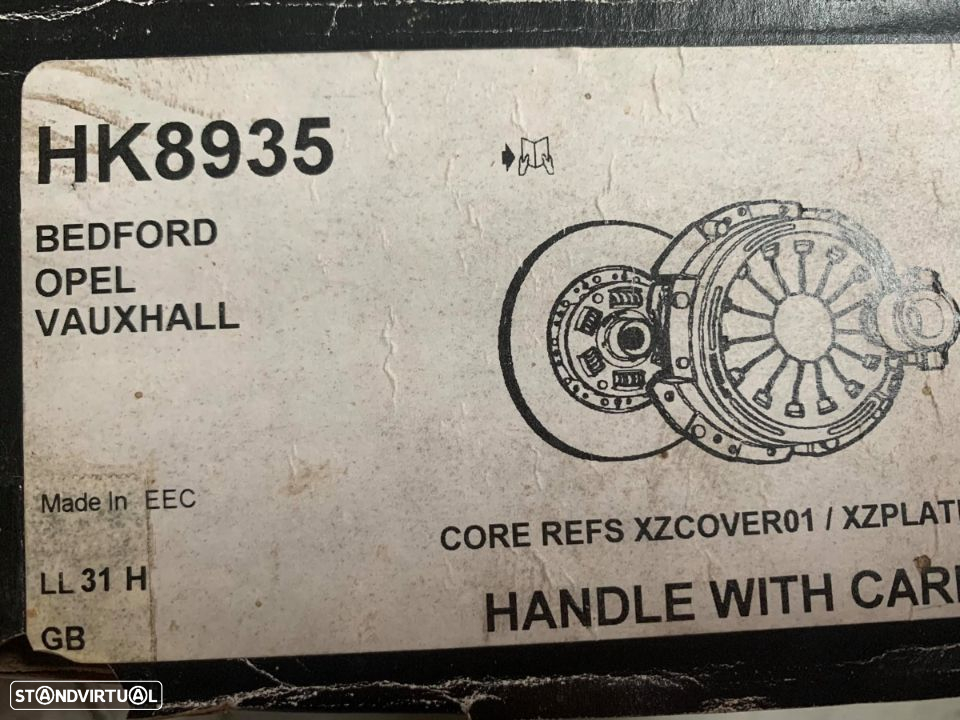 HK8935
BEDFORD
OPEL
VAUXHALL
Made In EEC
CORE REFS XZCOVER01 / XZPLAT
LL 31 H
HANDLE WITH CAR
GB
STANDVIRTUAL